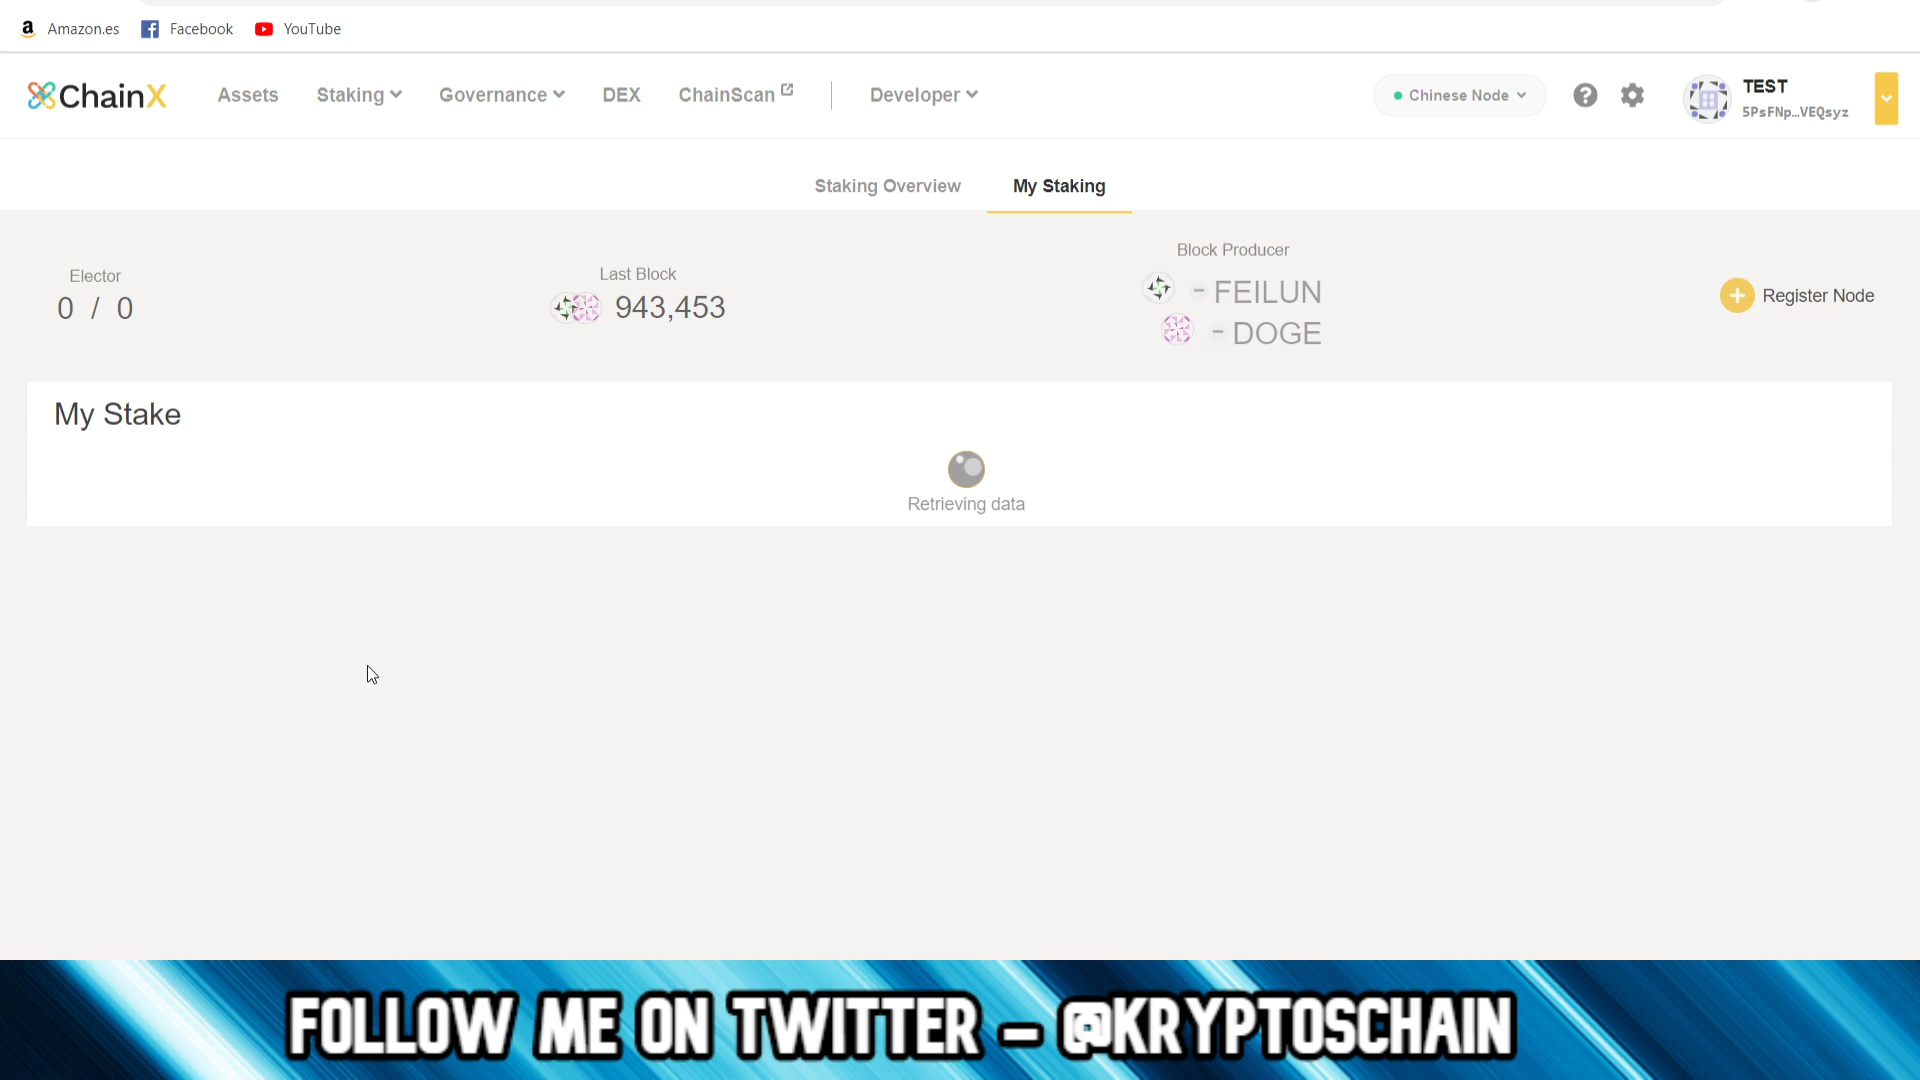 Amazon.es Facebook YouTube
ChainX Assets Staking Governance DEX ChainScan Developer Chinese Node TEST
5PsFNp...VEQsyz
Staking Overview My Staking
Elector
0 / 0
Last Block
943,453
Block Producer
FEILUN
DOGE
Register Node
My Stake
Retrieving data
FOLLOW ME ON TWITTER – @KRYPTOSCHAIN